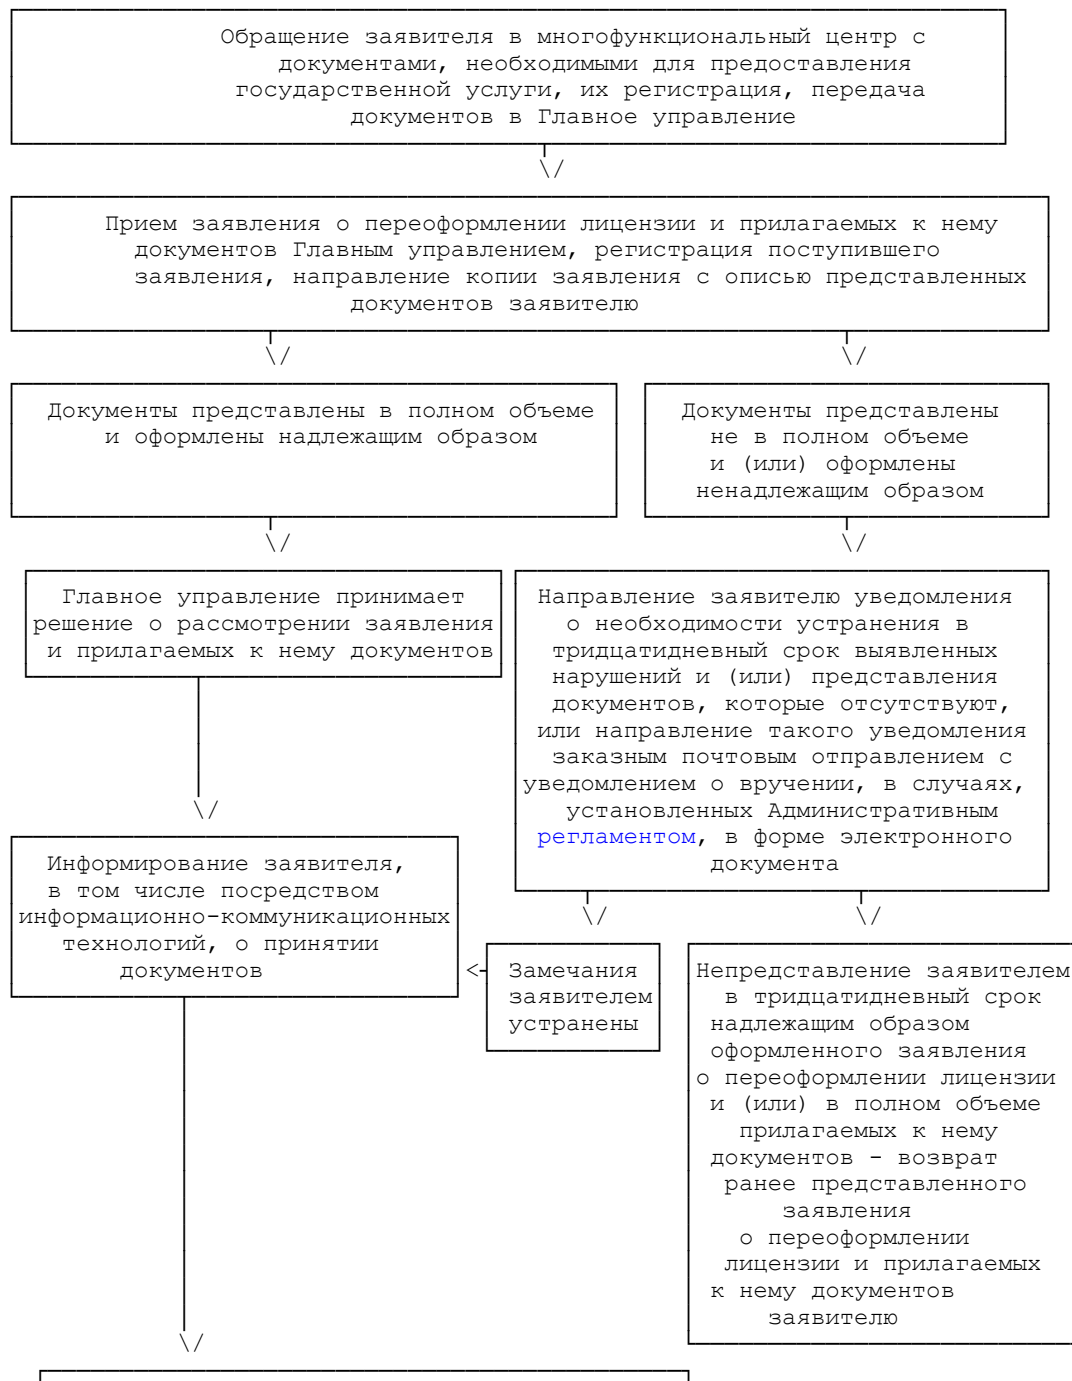 Обращение заявителя в многофункциональный центр с
документами, необходимыми для предоставления
государственной услуги, их регистрация, передача
документов в Главное управление
Прием заявления о переоформлении лицензии и прилагаемых к нему
документов Главным управлением, регистрация поступившего
заявления, направление копии заявления с описью представленных
документов заявителю
Документы представлены в полном объеме
и оформлены надлежащим образом
Документы представлены
не в полном объеме
и (или) оформлены
ненадлежащим образом
Главное управление принимает
решение о рассмотрении заявления
и прилагаемых к нему документов
Направление заявителю уведомления
о необходимости устранения в
тридцатидневный срок выявленных
нарушений и (или) представления
документов, которые отсутствуют,
или направление такого уведомления
заказным почтовым отправлением с
уведомлением о вручении, в случаях,
установленных Административным
регламентом, в форме электронного
документа
Информирование заявителя,
в том числе посредством
информационно-коммуникационных
технологий, о принятии
документов
Замечания
заявителем
устранены
Непредставление заявителем
в тридцатидневный срок
надлежащим образом
оформленного заявления
о переоформлении лицензии
и (или) в полном объеме
прилагаемых к нему
документов - возврат
ранее представленного
заявления
о переоформлении
лицензии и прилагаемых
к нему документов
заявителю